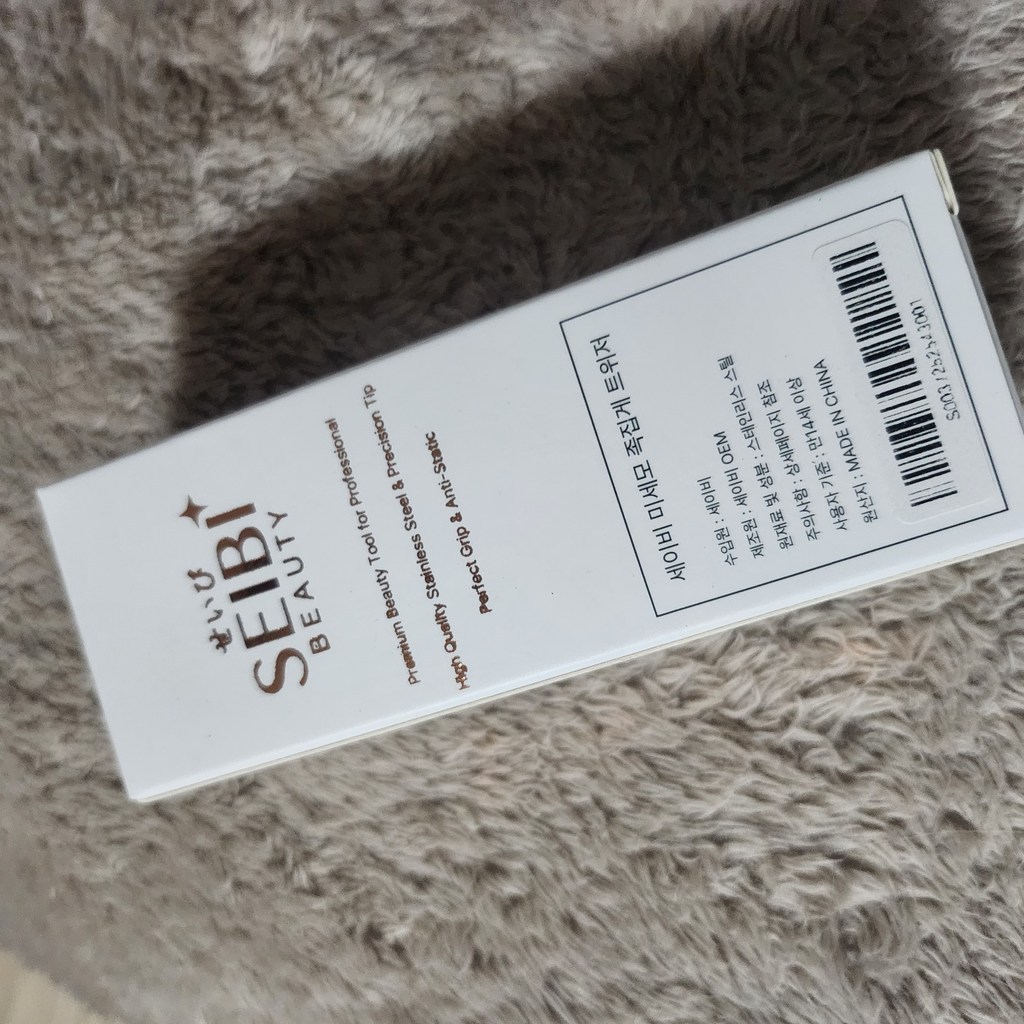 せいび
SEIBI
BEAUTY
Premium Beauty Tool for Professional
High Quality Stainless Steel & Precision Tip
Perfect Grip & Anti-Static
세이비 미세모 족집게 트위저
수입원 : 세이비
제조원 : 세이비 OEM
원재료 및 성분 : 스테인리스 스틸
주의사항 : 상세페이지 참조
사용자 기준 : 만14세 이상
원산지 : MADE IN CHINA